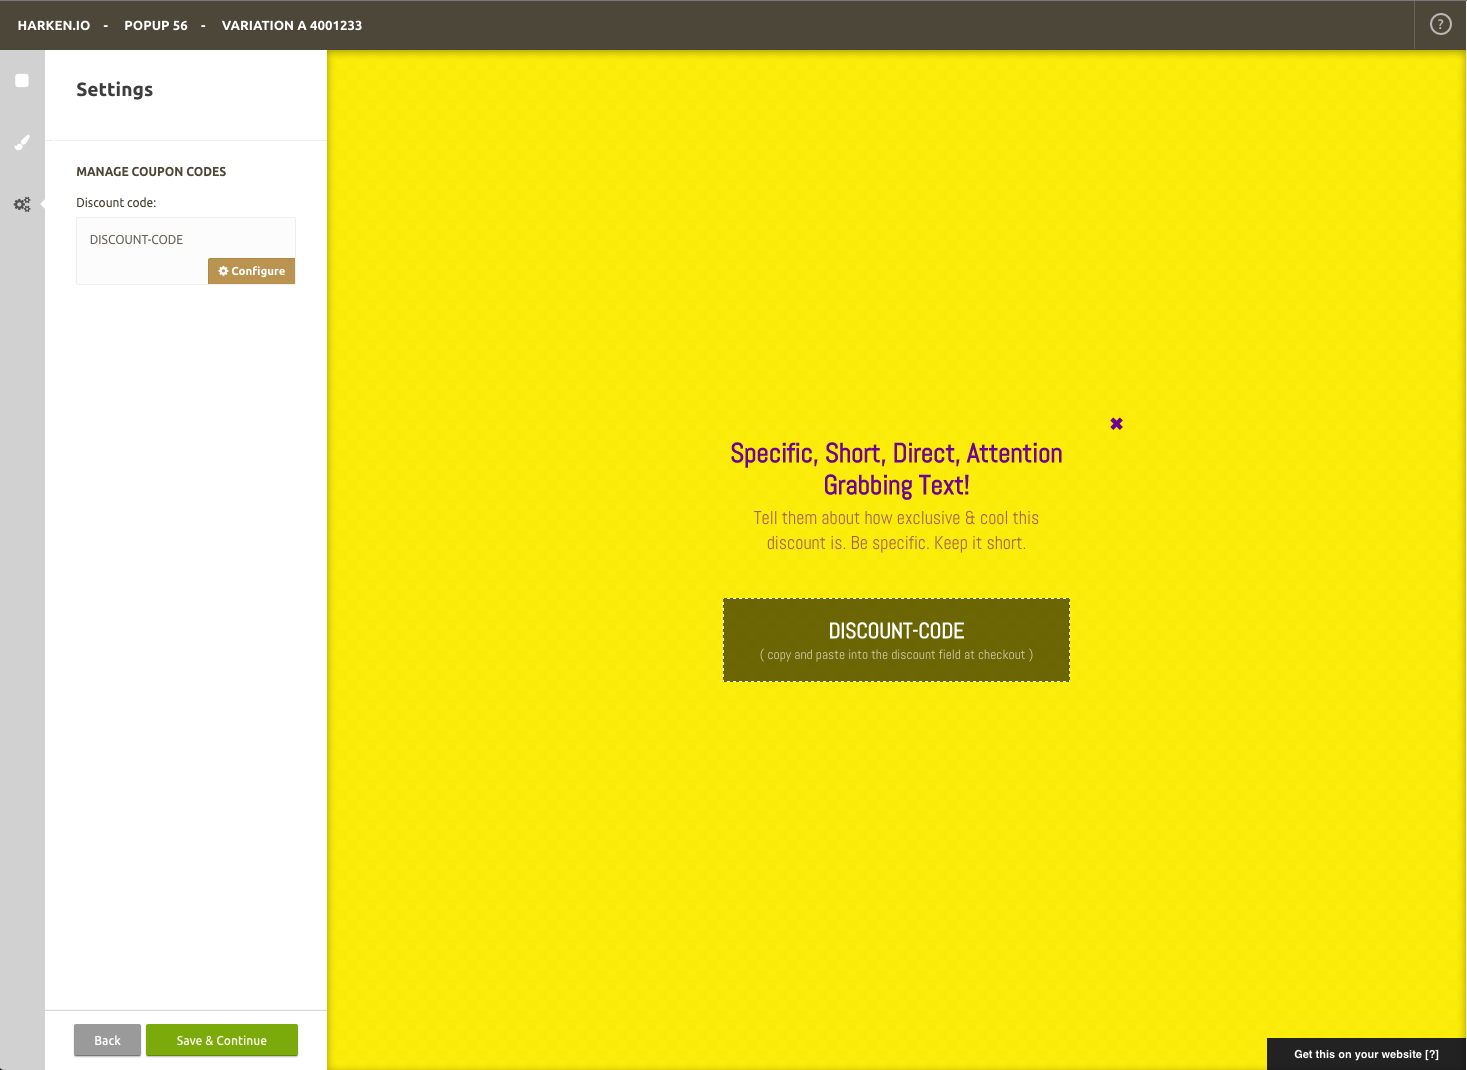 HARKEN.IO - POPUP 56 - VARIATION A 4001233
?
Settings
MANAGE COUPON CODES
Discount code:
DISCOUNT-CODE
Configure
Back
Save & Continue
Specific, Short, Direct, Attention
Grabbing Text!
Tell them about how exclusive & cool this
discount is. Be specific. Keep it short.
DISCOUNT-CODE
( copy and paste into the discount field at checkout )
Get this on your website [?]